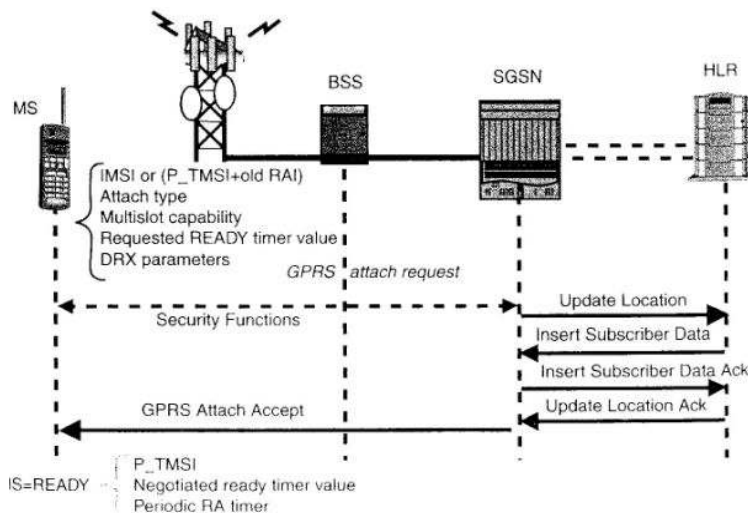 BSS
SGSN
HLR
MS
IMSI or (P_TMSI+old RAI)
Attach type
Multislot capability
Requested READY timer value
DRX parameters
GPRS attach request
Security Functions
Update Location
Insert Subscriber Data
Insert Subscriber Data Ack
Update Location Ack
GPRS Attach Accept
P_TMSI
IS=READY
Negotiated ready timer value
Periodic RA timer